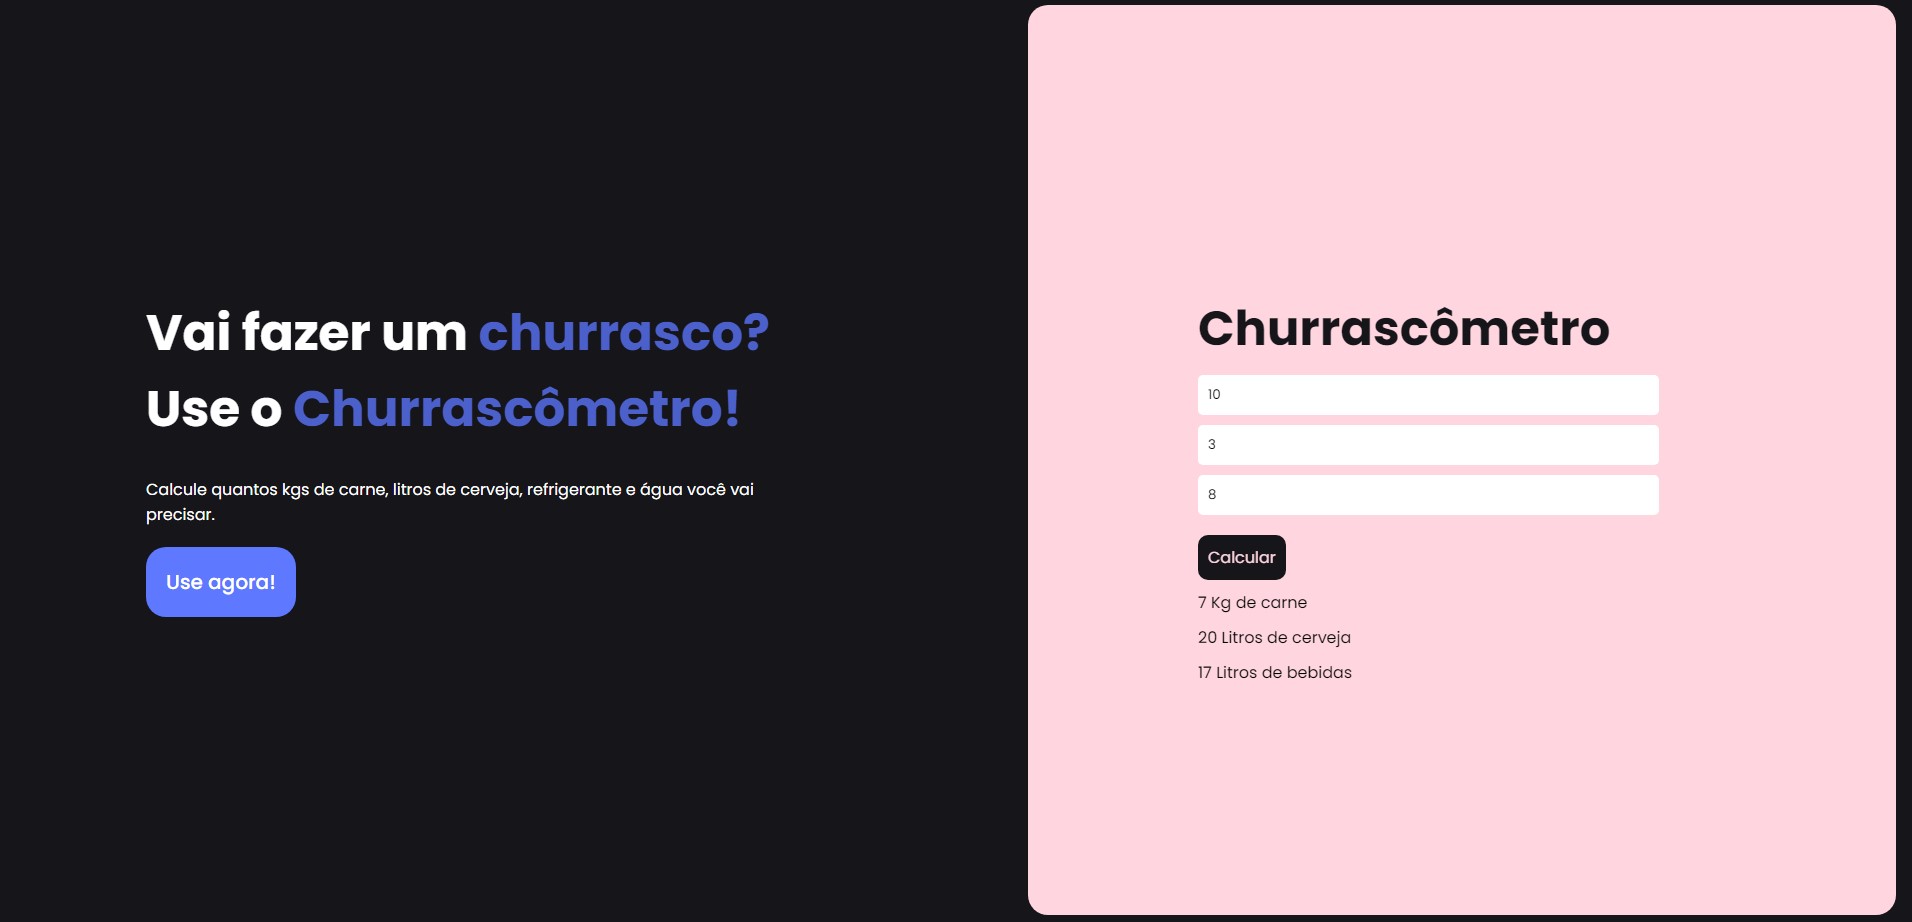 Vai fazer um churrasco?
Use o Churrascômetro!
Calcule quantos kgs de carne, litros de cerveja, refrigerante e água você vai
precisar.
Use agora!
Churrascômetro
10
3
8
Calcular
7 Kg de carne
20 Litros de cerveja
17 Litros de bebidas